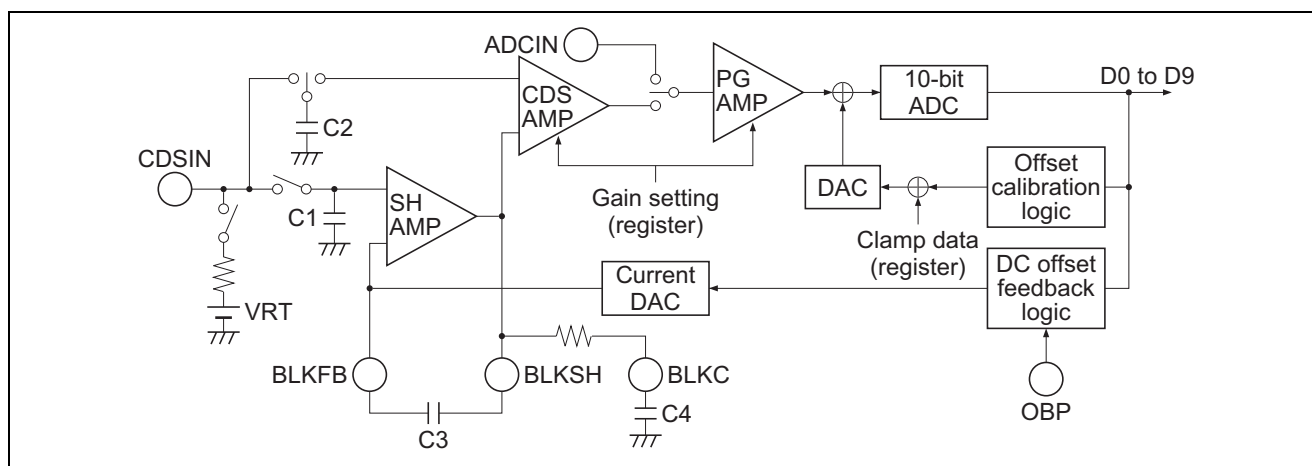 ADCIN
CDS
AMP
PG
AMP
10-bit
ADC
D0 to D9
C2
CDSIN
C1
SH
AMP
Gain setting
(register)
DAC
Offset
calibration
logic
Clamp data
(register)
VRT
Current
DAC
DC offset
feedback
logic
BLKFB
BLKSH
BLKC
C3
C4
OBP